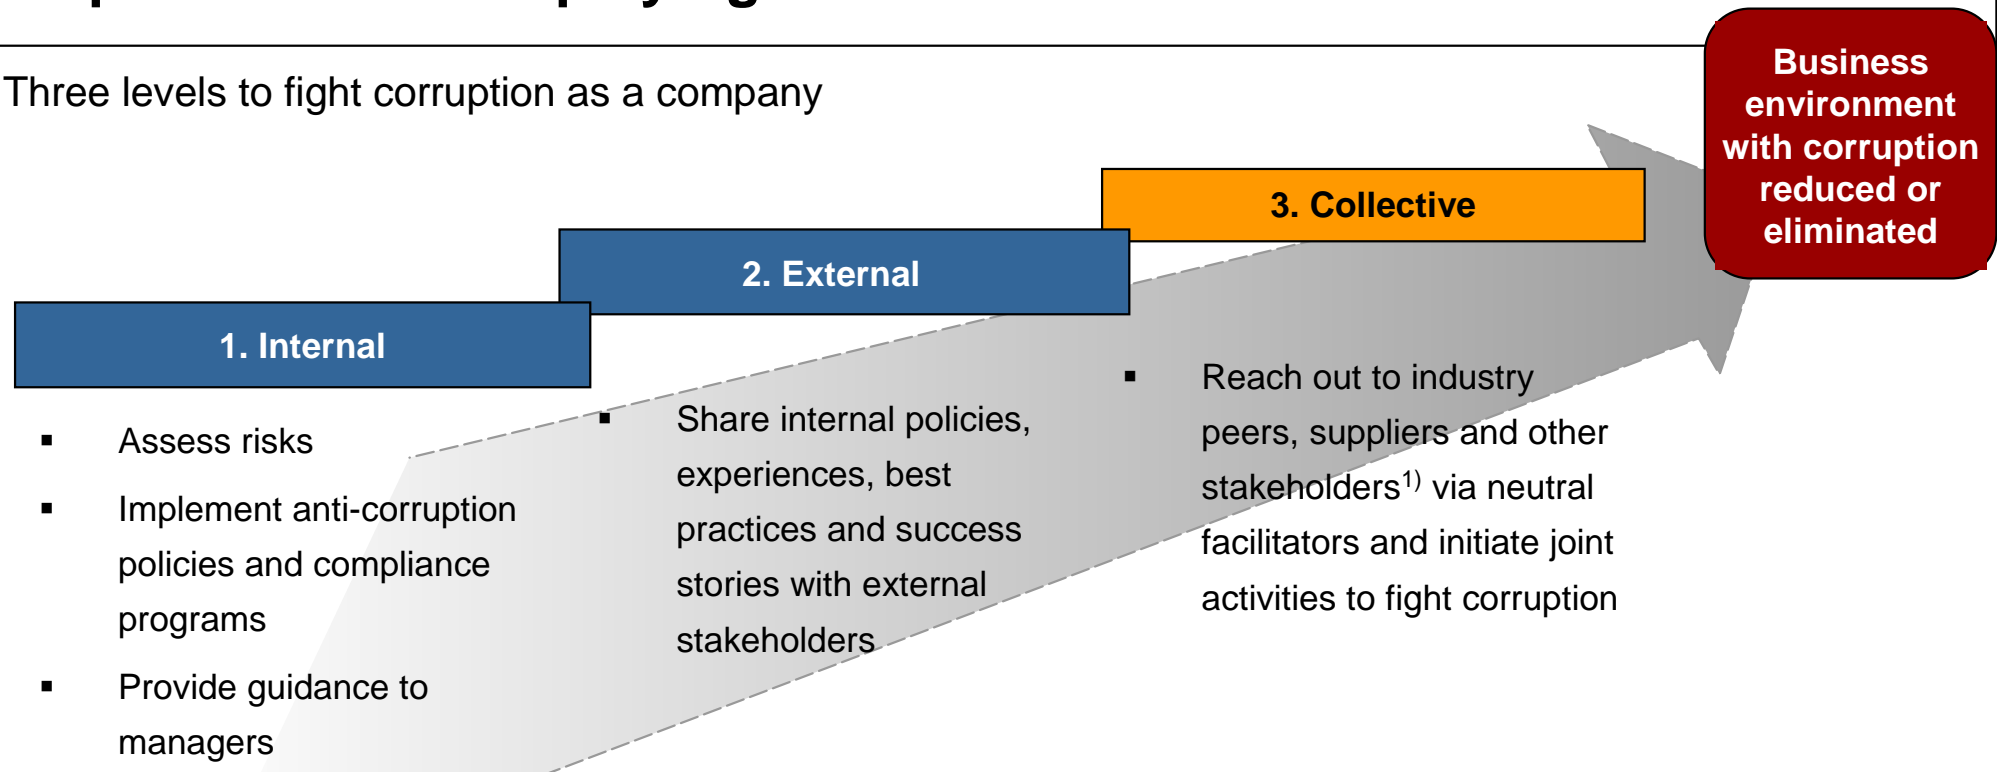 Three levels to fight corruption as a company
Business
environment
with corruption
reduced or
eliminated
3. Collective
2. External
1. Internal
▪ Assess risks
▪ Implement anti-corruption
policies and compliance
programs
▪ Provide guidance to
managers
▪ Share internal policies,
experiences, best
practices and success
stories with external
stakeholders
▪ Reach out to industry
peers, suppliers and other
stakeholders¹⁾ via neutral
facilitators and initiate joint
activities to fight corruption